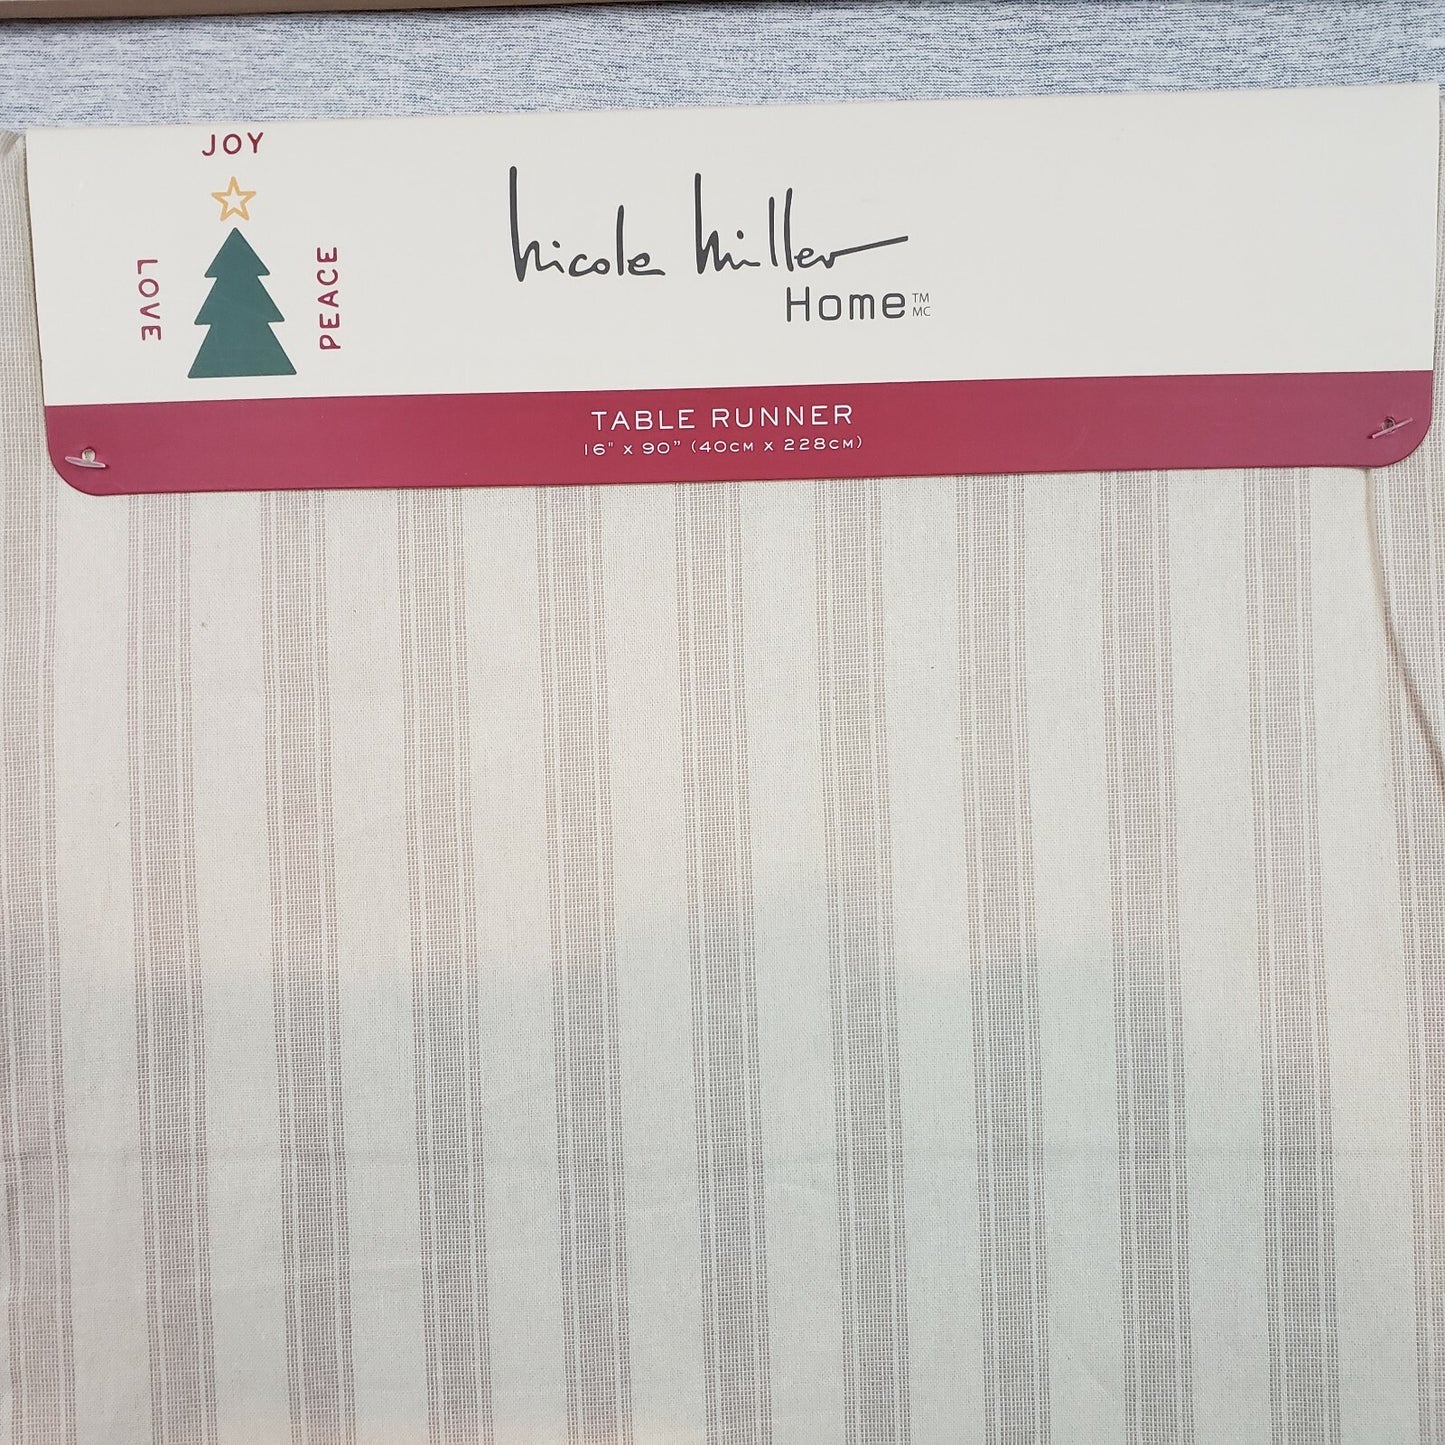 JOY
LOVE
PEACE
Nicole Miller
Home™ MC
TABLE RUNNER
16" x 90" (40cm x 228cm)